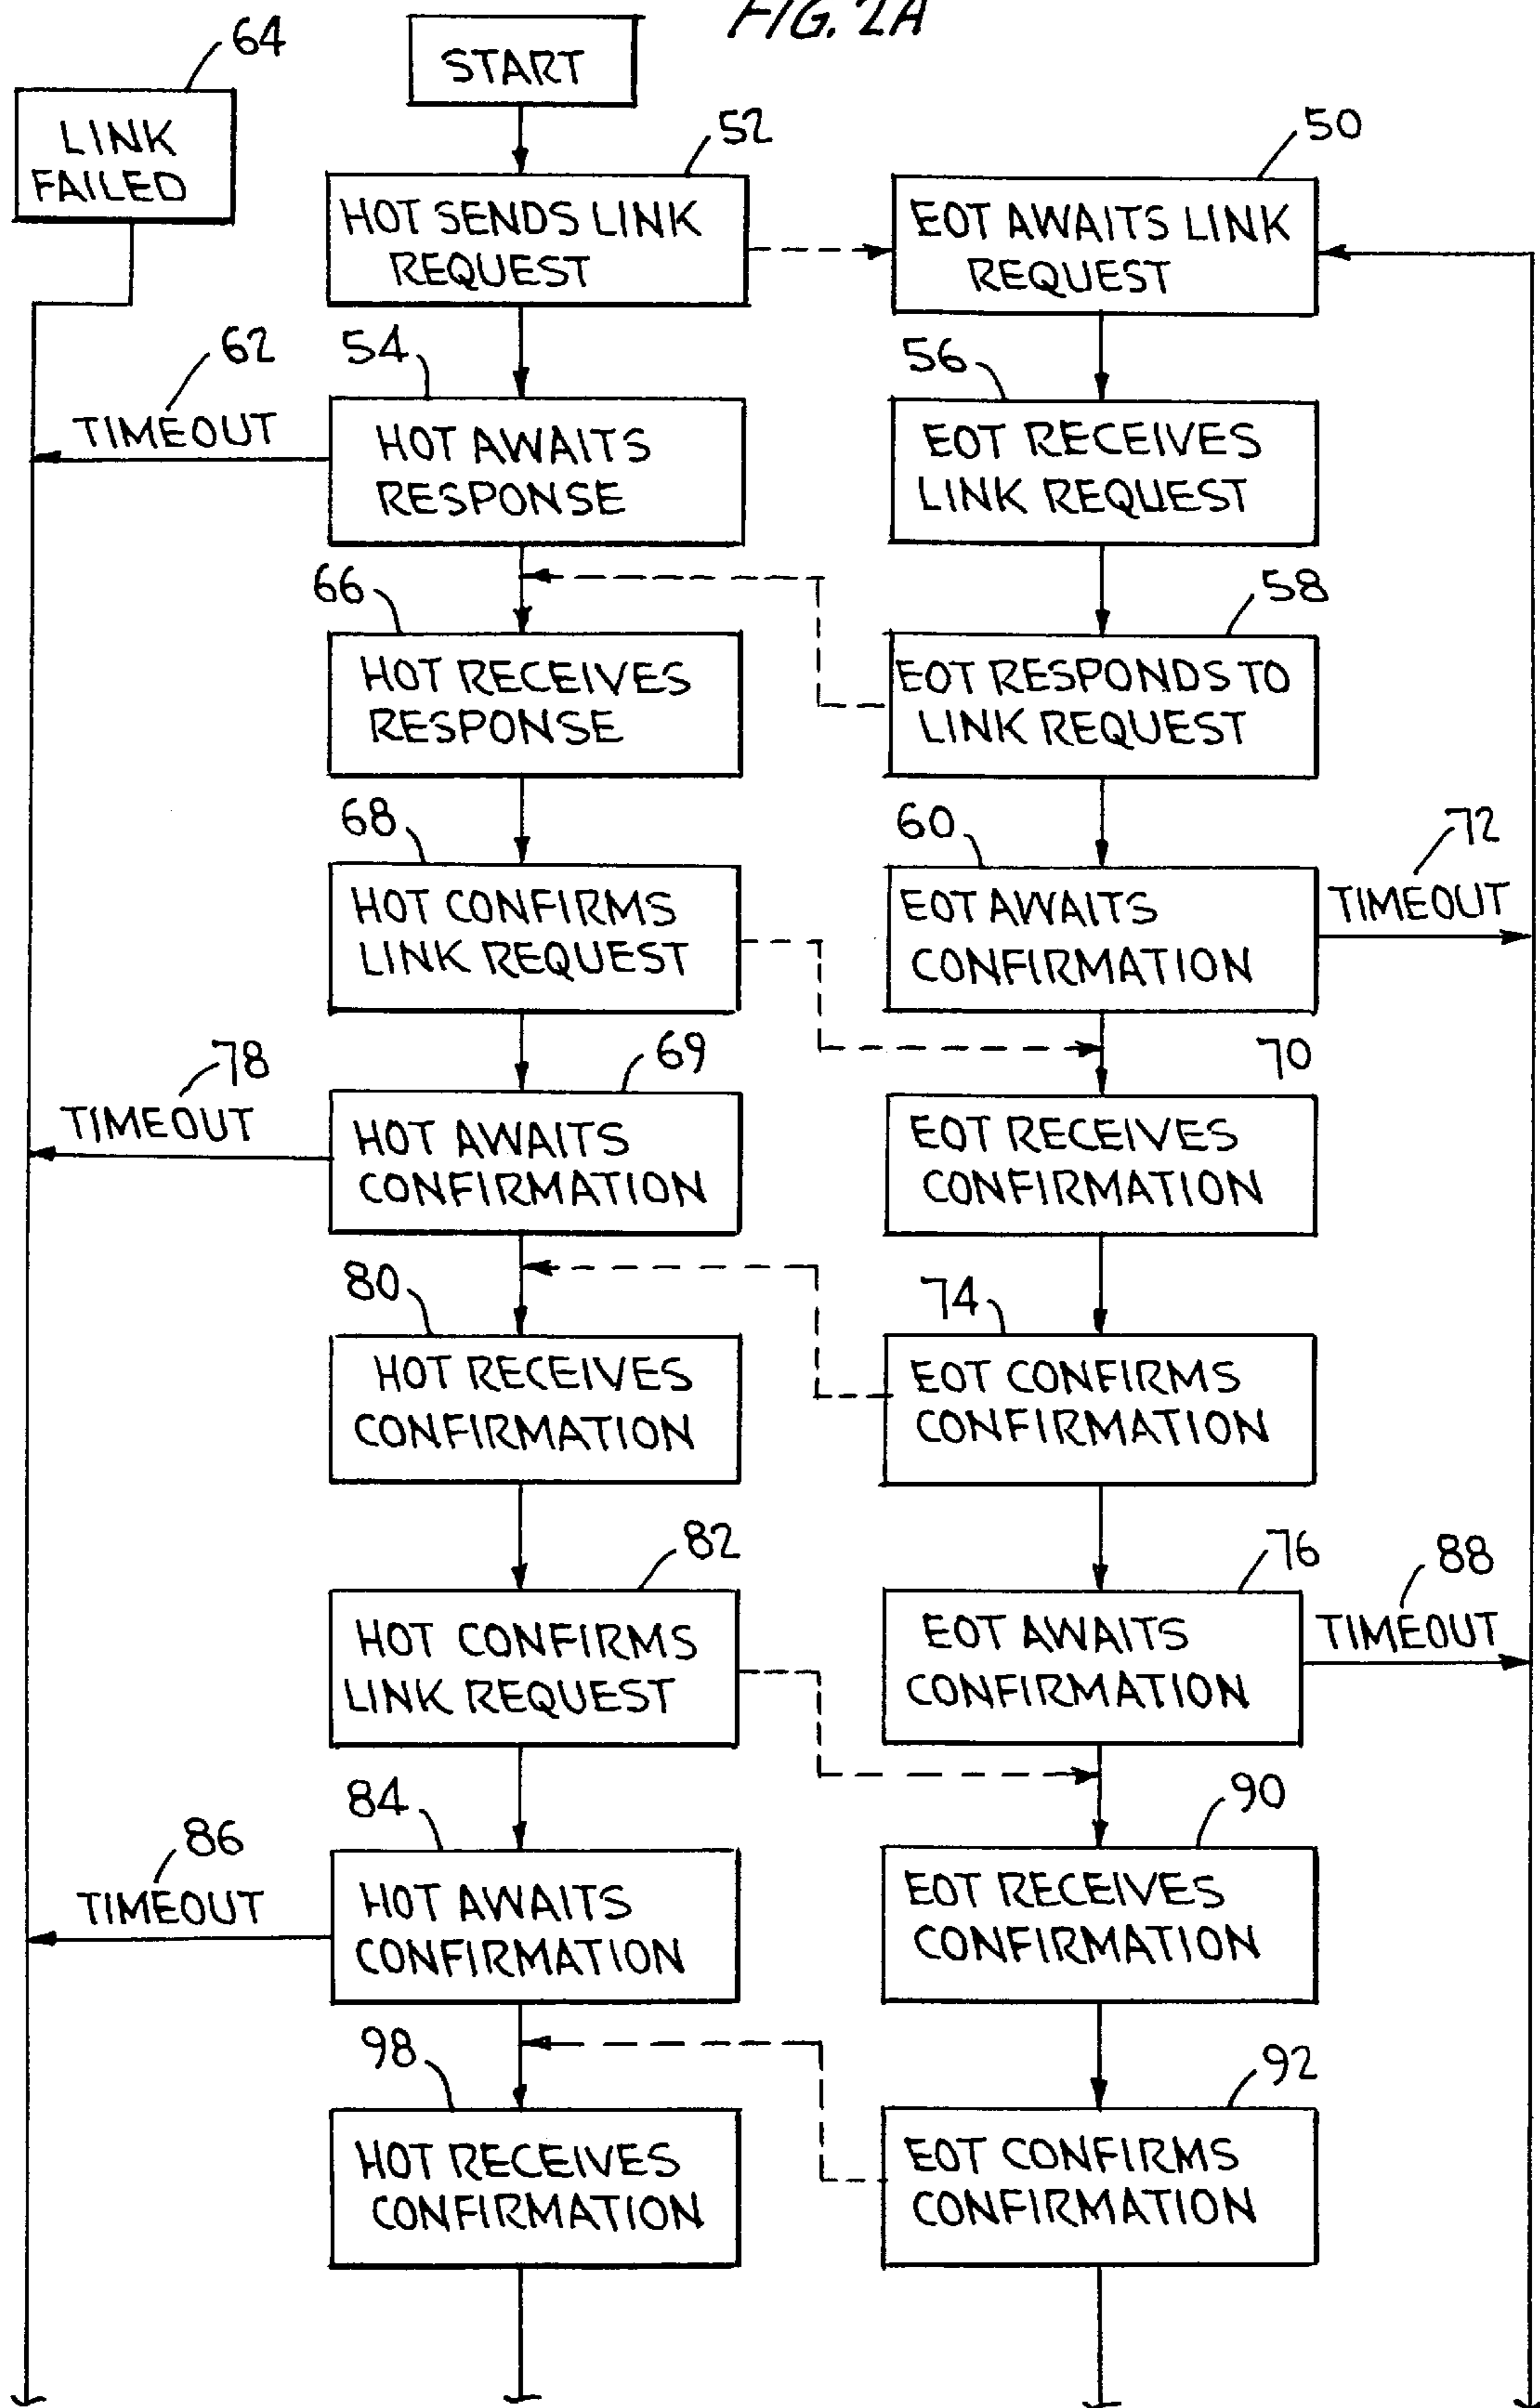 FIG. 2A
64
START
LINK
FAILED
52
50
HOT SENDS LINK
REQUEST
EOT AWAITS LINK
REQUEST
62
TIMEOUT
54
56
HOT AWAITS
RESPONSE
EOT RECEIVES
LINK REQUEST
66
58
HOT RECEIVES
RESPONSE
EOT RESPONDS TO
LINK REQUEST
68
60
72
TIMEOUT
HOT CONFIRMS
LINK REQUEST
EOT AWAITS
CONFIRMATION
78
TIMEOUT
69
70
HOT AWAITS
CONFIRMATION
EOT RECEIVES
CONFIRMATION
80
74
HOT RECEIVES
CONFIRMATION
EOT CONFIRMS
CONFIRMATION
82
76
88
TIMEOUT
HOT CONFIRMS
LINK REQUEST
EOT AWAITS
CONFIRMATION
84
90
86
TIMEOUT
HOT AWAITS
CONFIRMATION
EOT RECEIVES
CONFIRMATION
98
92
HOT RECEIVES
CONFIRMATION
EOT CONFIRMS
CONFIRMATION